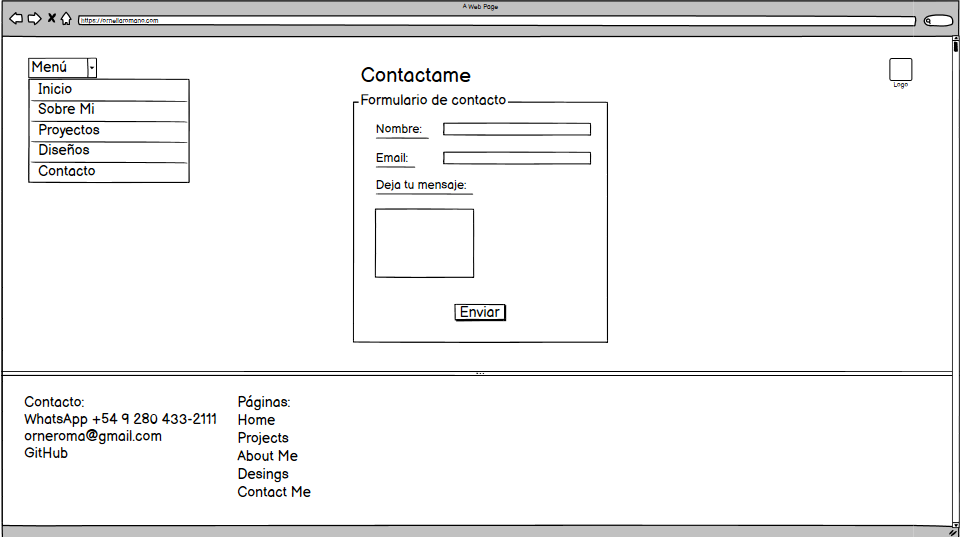 A Web Page
https://ornellaromano.com
Menú
Inicio
Sobre Mi
Proyectos
Diseños
Contacto
Contactame
Formulario de contacto
Nombre:
Email:
Deja tu mensaje:
Enviar
Logo
Contacto:
WhatsApp +54 9 280 433-2111
orneroma@gmail.com
GitHub
Páginas:
Home
Projects
About Me
Desings
Contact Me